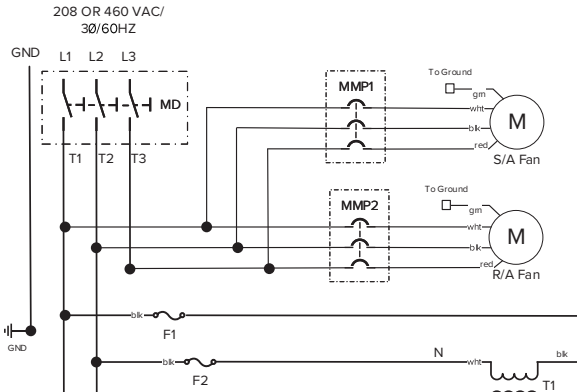 208 OR 460 VAC/
3Ø/60HZ
GND
L1 L2 L3
MD
T1 T2 T3
MMP1
To Ground
grn
wht
blk
red
M
S/A Fan
MMP2
To Ground
grn
wht
blk
red
M
R/A Fan
GND
blk
F1
blk
F2
N
wht
blk
T1